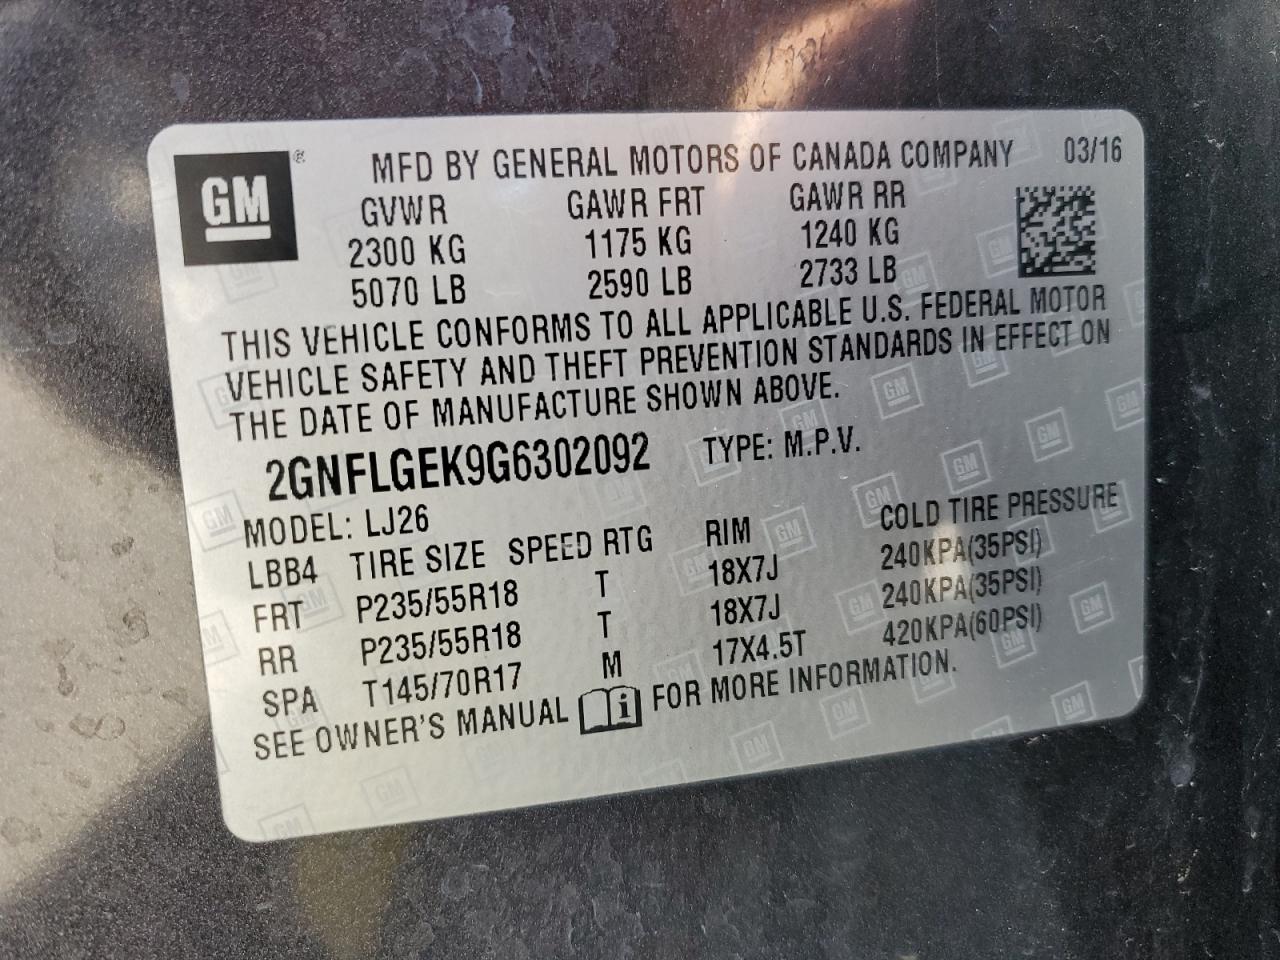 GM® MFD BY GENERAL MOTORS OF CANADA COMPANY 03/16
GVWR GAWR FRT GAWR RR
2300 KG 1175 KG 1240 KG
5070 LB 2590 LB 2733 LB
THIS VEHICLE CONFORMS TO ALL APPLICABLE U.S. FEDERAL MOTOR
VEHICLE SAFETY AND THEFT PREVENTION STANDARDS IN EFFECT ON
THE DATE OF MANUFACTURE SHOWN ABOVE.
2GNFLGEK9G6302092 TYPE: M.P.V.
MODEL: LJ26
LBB4 TIRE SIZE SPEED RTG RIM COLD TIRE PRESSURE
FRT P235/55R18 T 18X7J 240KPA(35PSI)
RR P235/55R18 T 18X7J 240KPA(35PSI)
SPA T145/70R17 M 17X4.5T 420KPA(60PSI)
SEE OWNER'S MANUAL i FOR MORE INFORMATION.